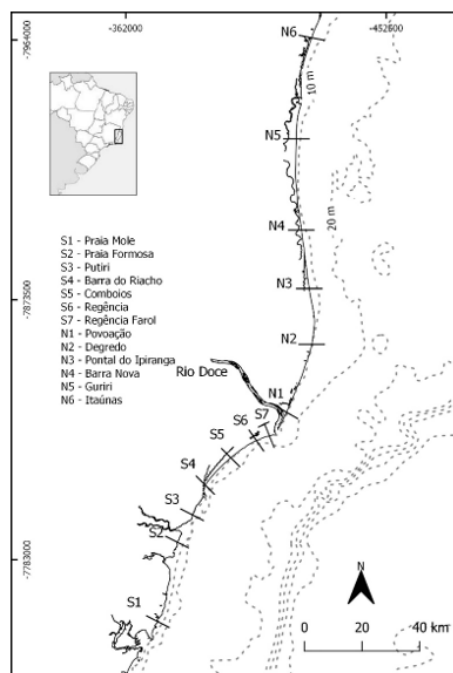 -362000
-452500
-7964000
N6
10 m
N5
20 m
N4
S1 - Praia Mole
S2 - Praia Formosa
S3 - Putiri
S4 - Barra do Riacho
S5 - Comboios
S6 - Regência
S7 - Regência Farol
N1 - Povoação
N2 - Degredo
N3 - Pontal do Ipiranga
N4 - Barra Nova
N5 - Guriri
N6 - Itaúnas
N3
-7873500
N2
Rio Doce
N1
S7
S6
S5
S4
S3
S2
-7783000
S1
N
0 20 40 km